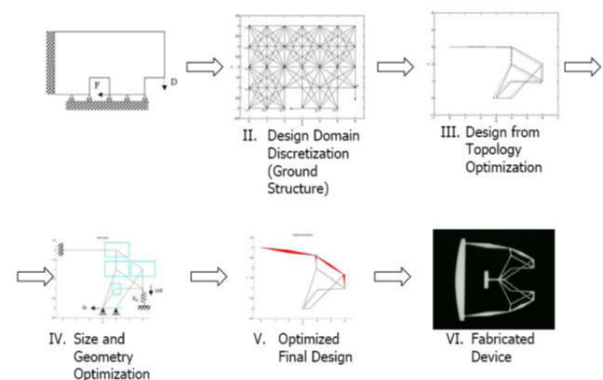 F
D
II. Design Domain
Discretization
(Ground
Structure)
III. Design from
Topology
Optimization
IV. Size and
Geometry
Optimization
V. Optimized
Final Design
VI. Fabricated
Device